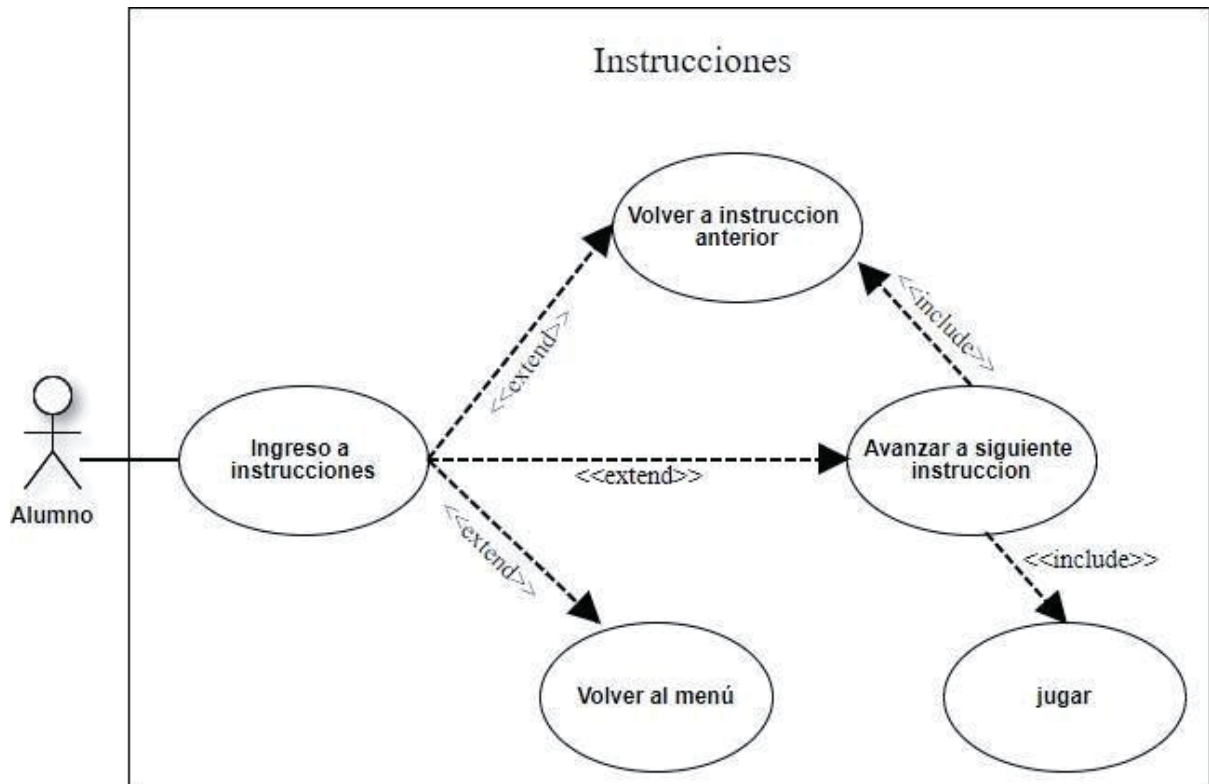 Instrucciones
Volver a instruccion
anterior
<<extend>>
<<include>>
Ingreso a
instrucciones
Avanzar a siguiente
instruccion
<<extend>>
Alumno
<<extend>>
<<include>>
Volver al menú
jugar